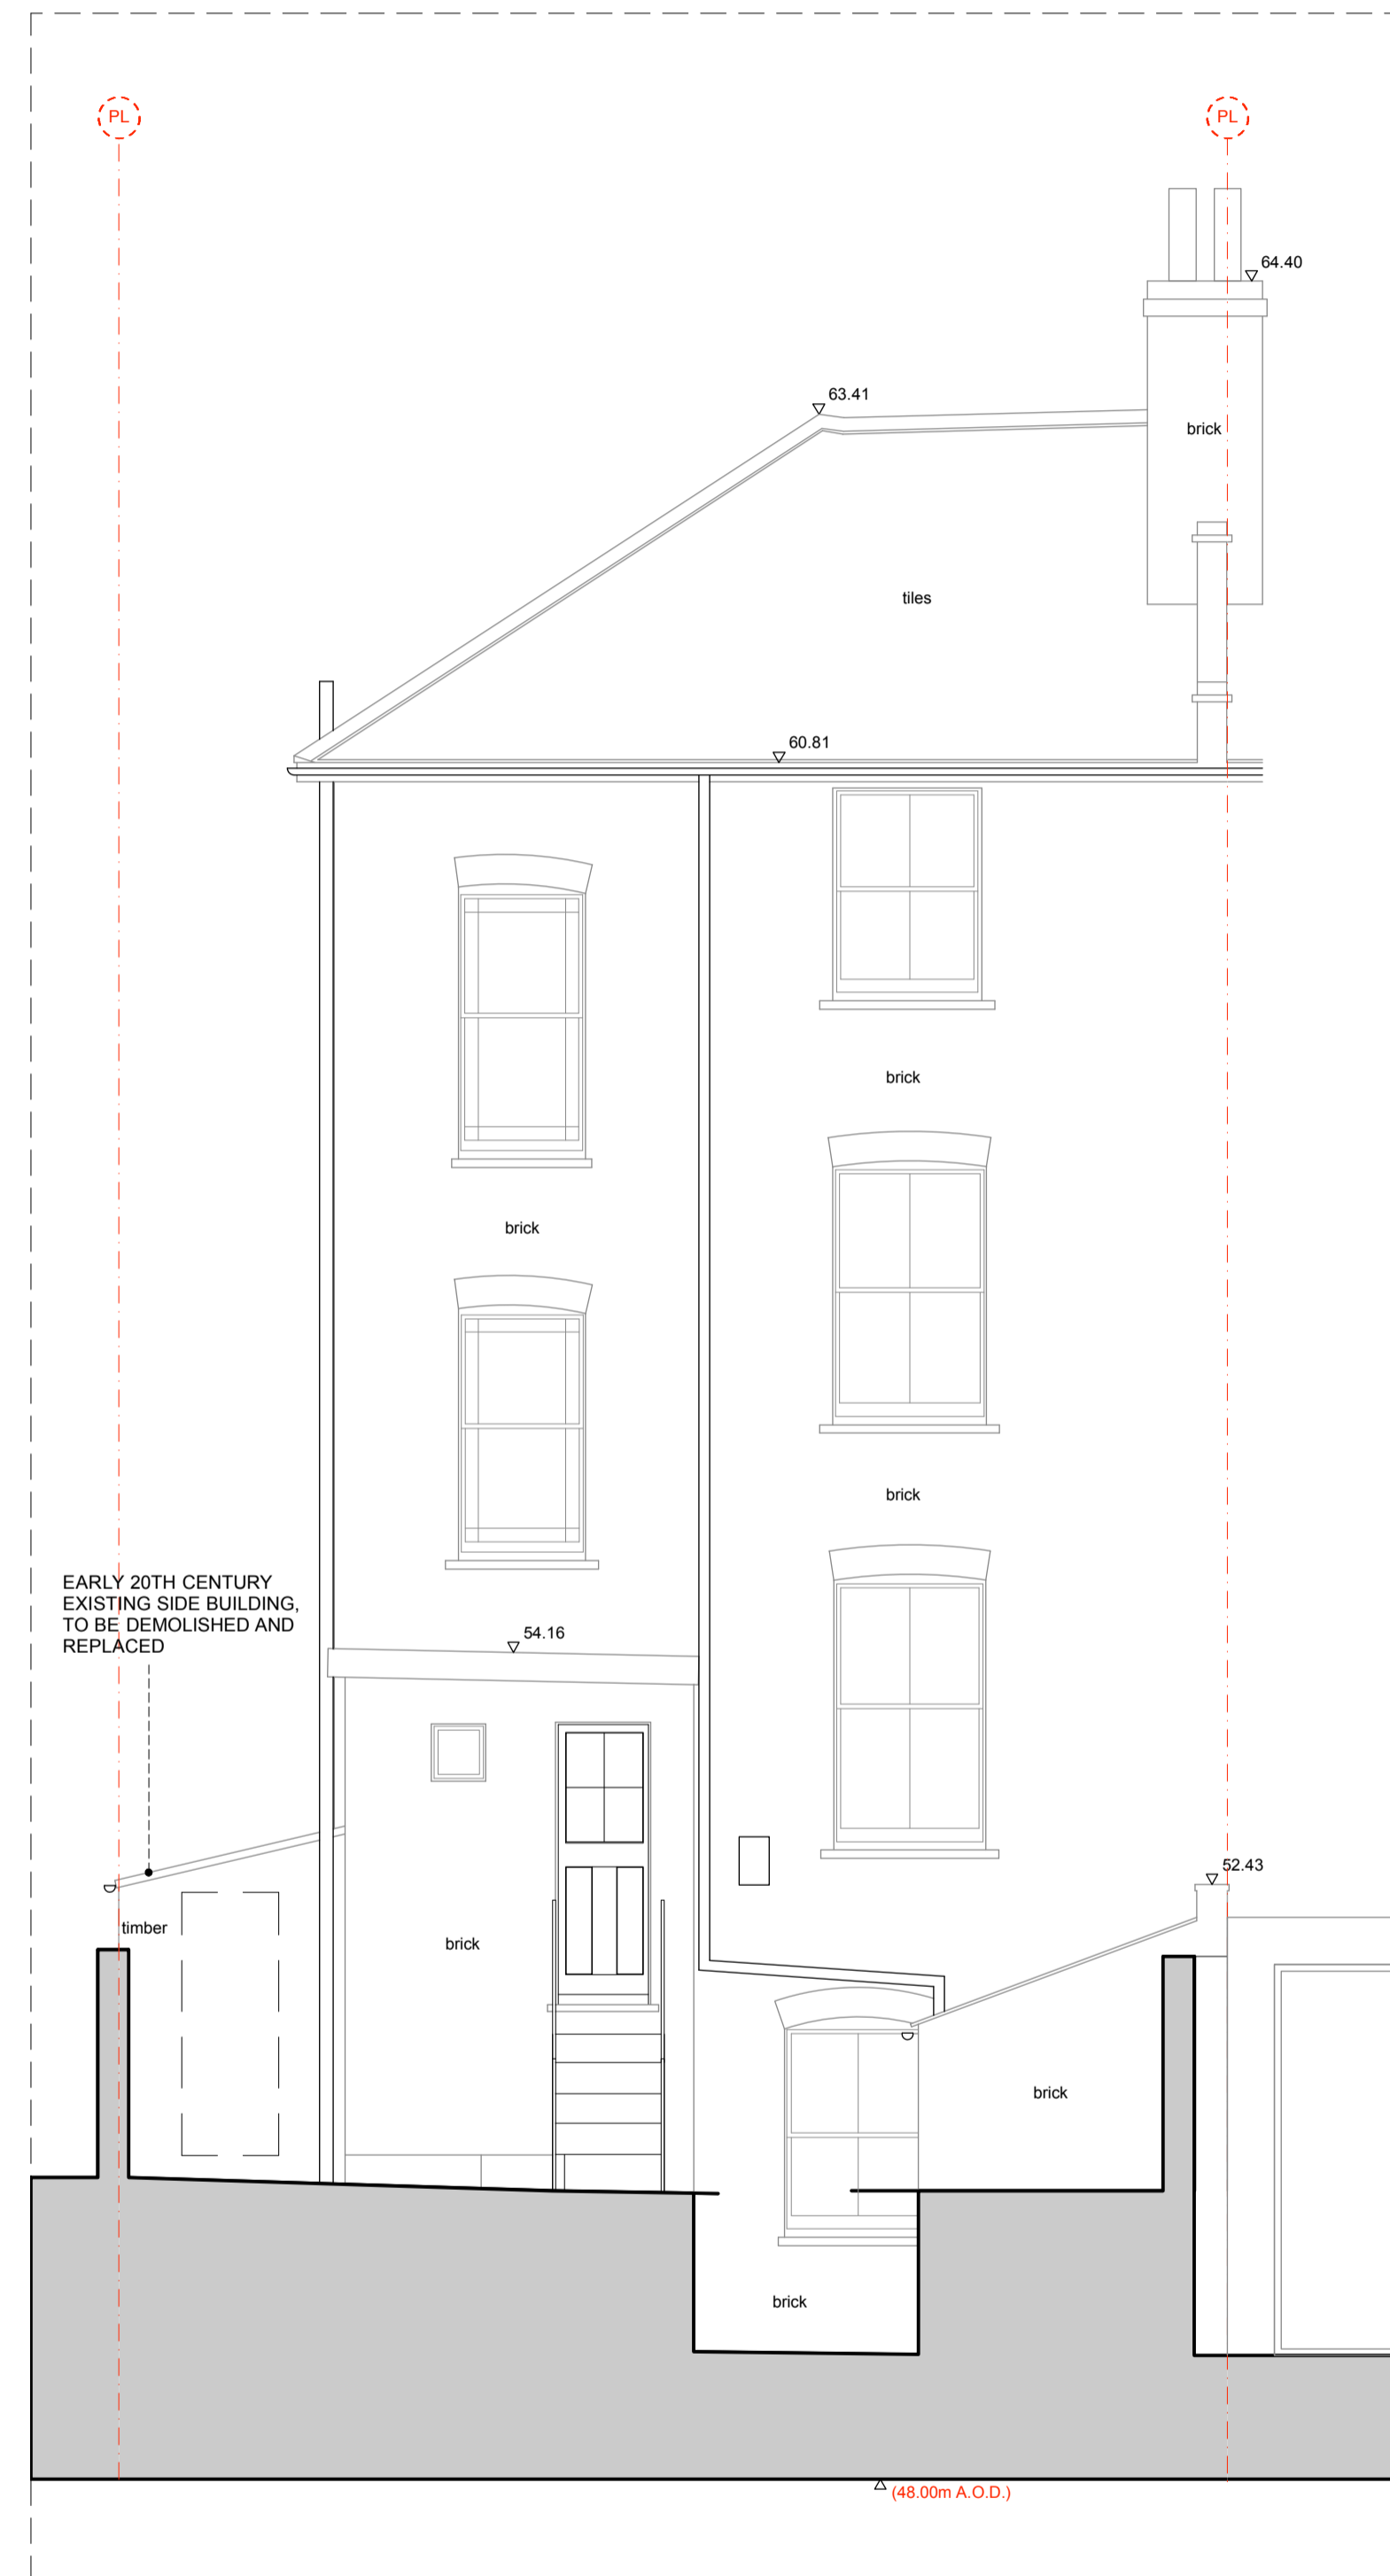 PL
PL
64.40
63.41
brick
tiles
60.81
brick
brick
brick
EARLY 20TH CENTURY
EXISTING SIDE BUILDING,
TO BE DEMOLISHED AND
REPLACED
54.16
52.43
timber
brick
brick
brick
(48.00m A.O.D.)